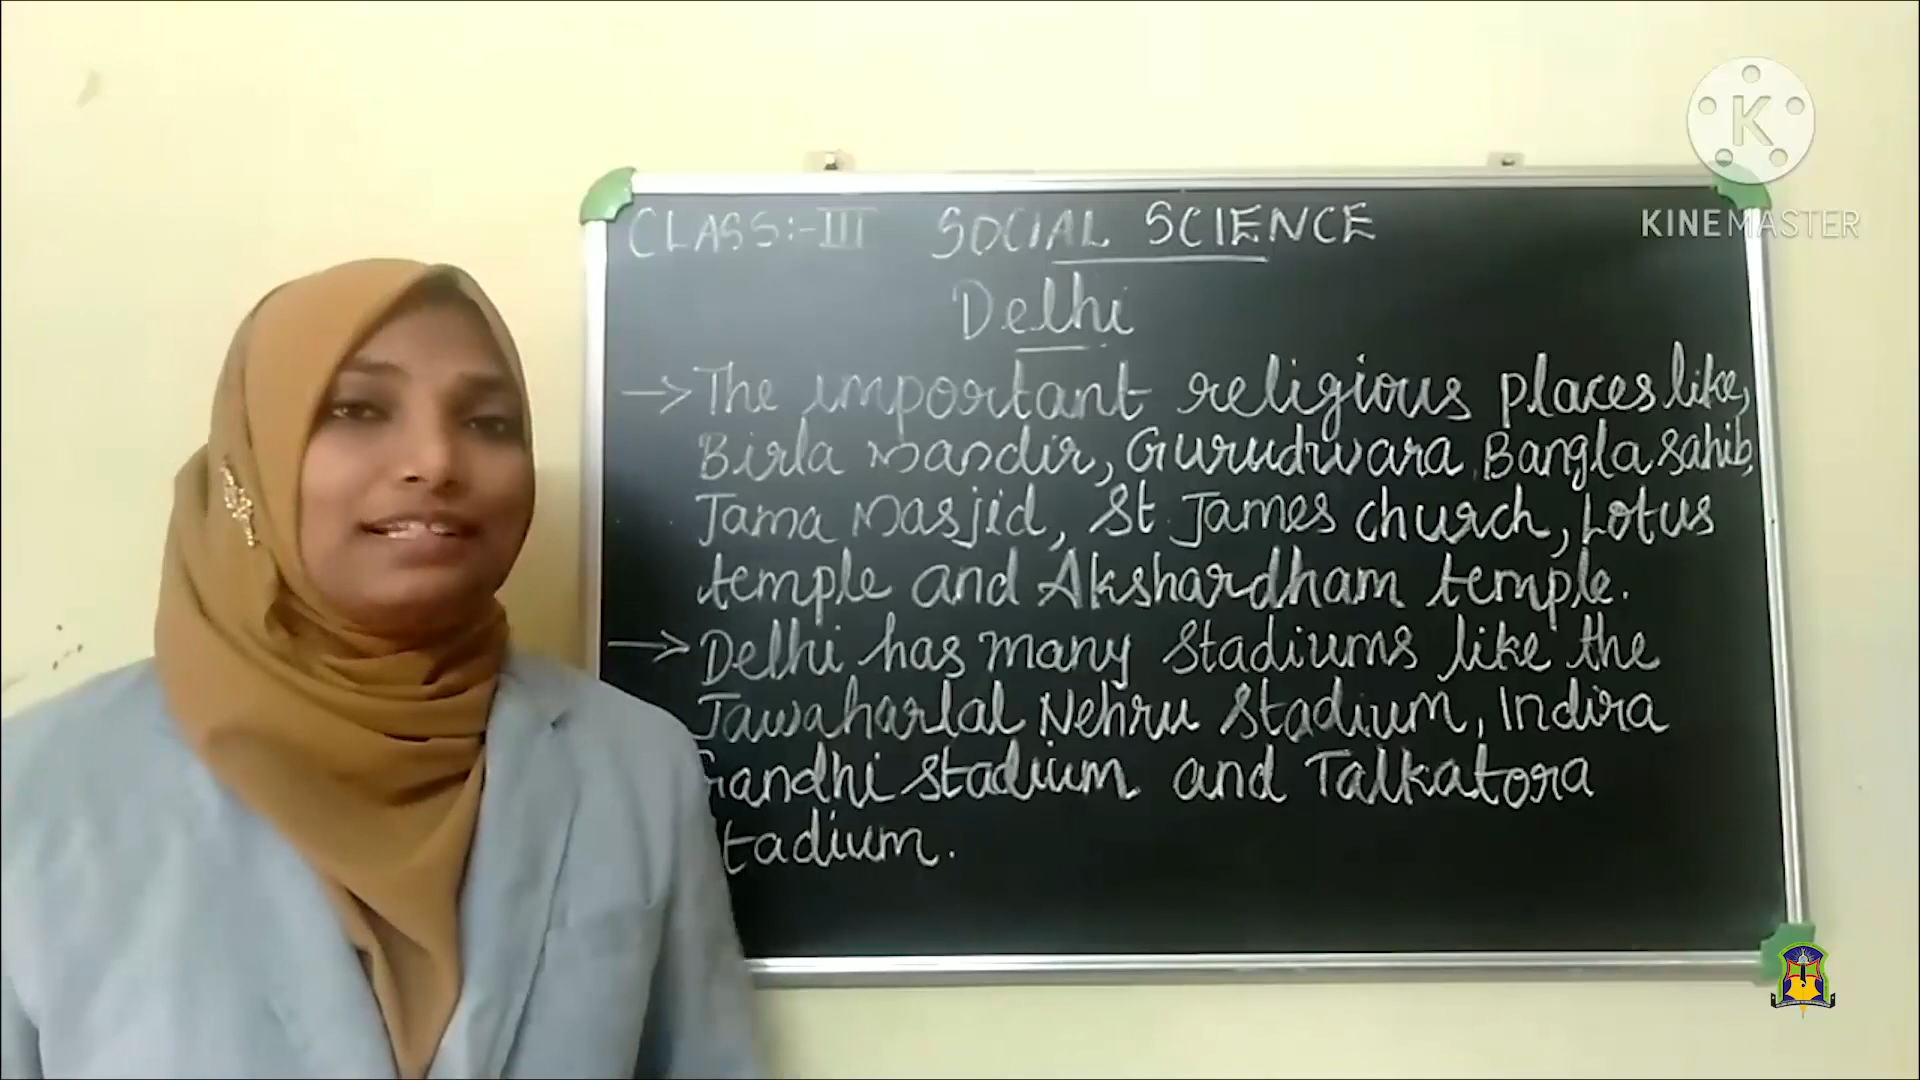 CLASS:-III SOCIAL SCIENCE
Delhi
→ The important religious places like,
Birla Mandir, Gurudwara Bangla Sahib,
Jama Masjid, St James church, Lotus
temple and Akshardham temple.
→ Delhi has many stadiums like the
Jawaharlal Nehru stadium, Indira
Gandhi stadium and Talkatora
stadium.
K
KINEMASTER